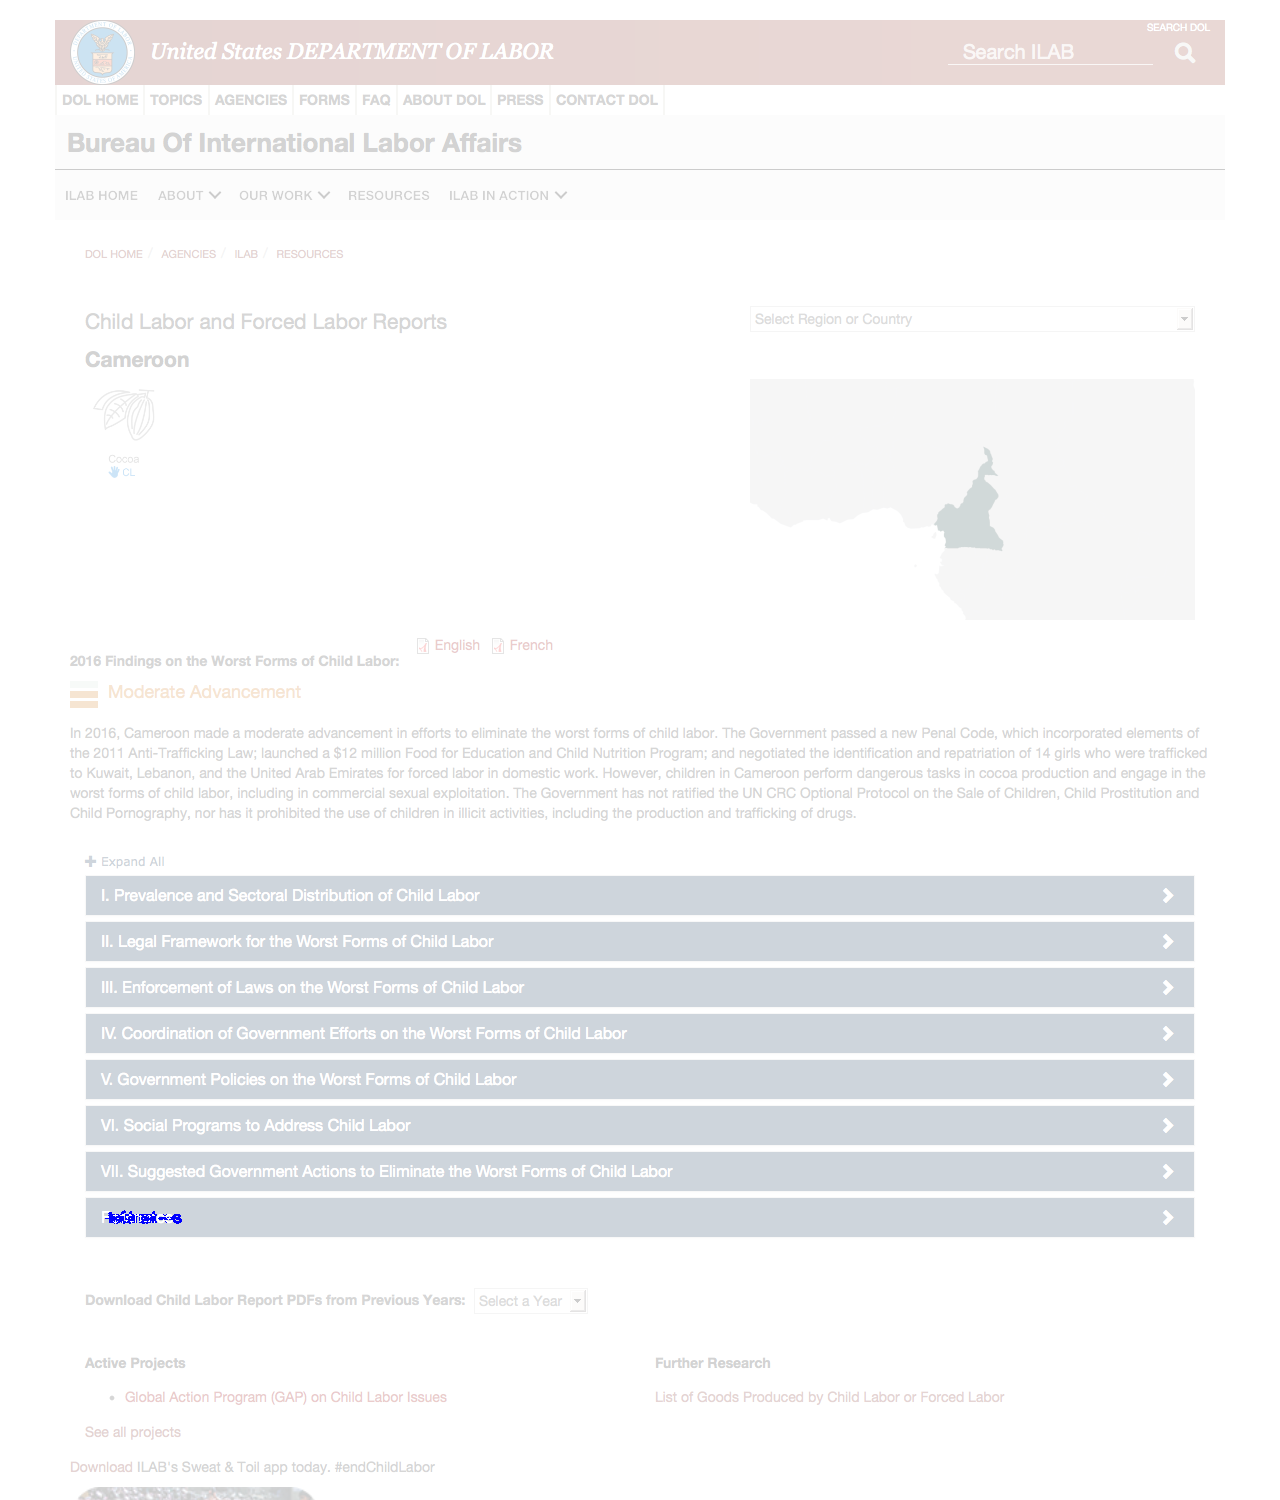 SEARCH DOL
United States DEPARTMENT OF LABOR
Search ILAB
DOL HOME TOPICS AGENCIES FORMS FAQ ABOUT DOL PRESS CONTACT DOL
Bureau Of International Labor Affairs
ILAB HOME ABOUT OUR WORK RESOURCES ILAB IN ACTION
DOL HOME / AGENCIES / ILAB / RESOURCES
Child Labor and Forced Labor Reports
Select Region or Country
Cameroon
Cocoa
CL
2016 Findings on the Worst Forms of Child Labor: English French
Moderate Advancement
In 2016, Cameroon made a moderate advancement in efforts to eliminate the worst forms of child labor. The Government passed a new Penal Code, which incorporated elements of
the 2011 Anti-Trafficking Law; launched a $12 million Food for Education and Child Nutrition Program; and negotiated the identification and repatriation of 14 girls who were trafficked
to Kuwait, Lebanon, and the United Arab Emirates for forced labor in domestic work. However, children in Cameroon perform dangerous tasks in cocoa production and engage in the
worst forms of child labor, including in commercial sexual exploitation. The Government has not ratified the UN CRC Optional Protocol on the Sale of Children, Child Prostitution and
Child Pornography, nor has it prohibited the use of children in illicit activities, including the production and trafficking of drugs.
Expand All
I. Prevalence and Sectoral Distribution of Child Labor
II. Legal Framework for the Worst Forms of Child Labor
III. Enforcement of Laws on the Worst Forms of Child Labor
IV. Coordination of Government Efforts on the Worst Forms of Child Labor
V. Government Policies on the Worst Forms of Child Labor
VI. Social Programs to Address Child Labor
VII. Suggested Government Actions to Eliminate the Worst Forms of Child Labor
Download Child Labor Report PDFs from Previous Years: Select a Year
Active Projects
Global Action Program (GAP) on Child Labor Issues
See all projects
Further Research
List of Goods Produced by Child Labor or Forced Labor
Download ILAB's Sweat & Toil app today. #endChildLabor